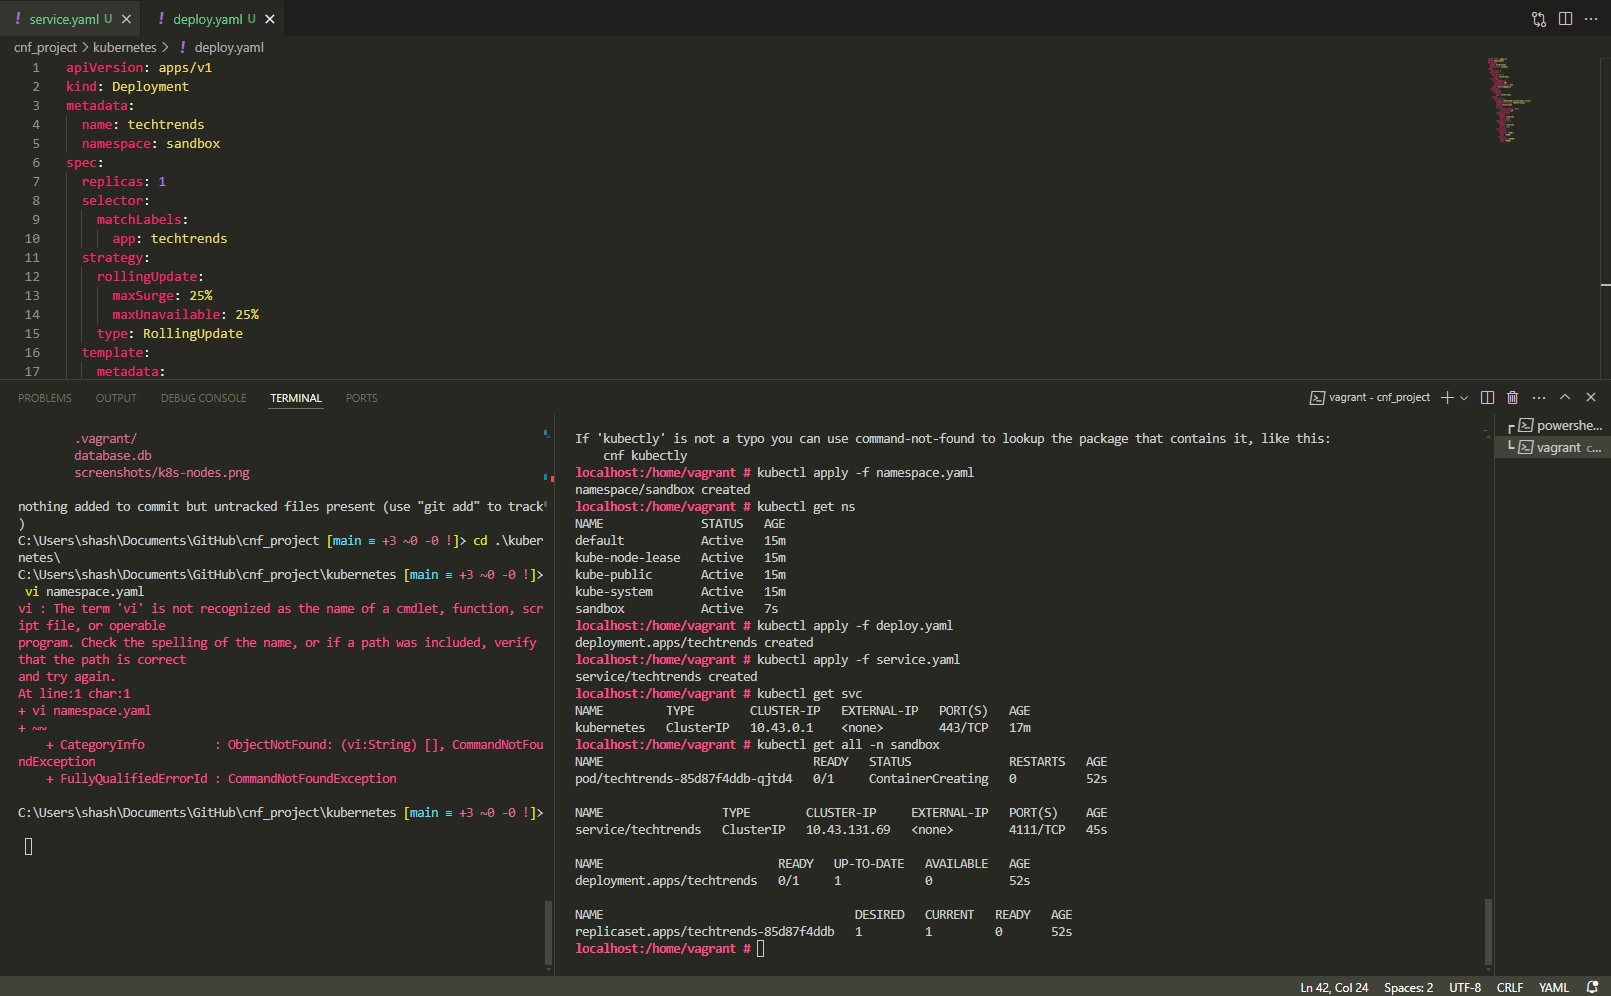 ! service.yaml U × ! deploy.yaml U ×
cnf_project > kubernetes > ! deploy.yaml
1 apiVersion: apps/v1
2 kind: Deployment
3 metadata:
4 name: techtrends
5 namespace: sandbox
6 spec:
7 replicas: 1
8 selector:
9 matchLabels:
10 app: techtrends
11 strategy:
12 rollingUpdate:
13 maxSurge: 25%
14 maxUnavailable: 25%
15 type: RollingUpdate
16 template:
17 metadata:
PROBLEMS OUTPUT DEBUG CONSOLE TERMINAL PORTS
vagrant - cnf_project
.vagrant/
database.db
screenshots/k8s-nodes.png
nothing added to commit but untracked files present (use "git add" to track
)
C:\Users\shash\Documents\GitHub\cnf_project [main ≡ +3 ~0 -0 !]> cd .\kuber
netes\
C:\Users\shash\Documents\GitHub\cnf_project\kubernetes [main ≡ +3 ~0 -0 !]>
vi namespace.yaml
vi : The term 'vi' is not recognized as the name of a cmdlet, function, scr
ipt file, or operable
program. Check the spelling of the name, or if a path was included, verify
that the path is correct
and try again.
At line:1 char:1
+ vi namespace.yaml
+ ~~
+ CategoryInfo : ObjectNotFound: (vi:String) [], CommandNotFou
ndException
+ FullyQualifiedErrorId : CommandNotFoundException
C:\Users\shash\Documents\GitHub\cnf_project\kubernetes [main ≡ +3 ~0 -0 !]>
If 'kubectly' is not a typo you can use command-not-found to lookup the package that contains it, like this:
cnf kubectly
localhost:/home/vagrant # kubectl apply -f namespace.yaml
namespace/sandbox created
localhost:/home/vagrant # kubectl get ns
NAME STATUS AGE
default Active 15m
kube-node-lease Active 15m
kube-public Active 15m
kube-system Active 15m
sandbox Active 7s
localhost:/home/vagrant # kubectl apply -f deploy.yaml
deployment.apps/techtrends created
localhost:/home/vagrant # kubectl apply -f service.yaml
service/techtrends created
localhost:/home/vagrant # kubectl get svc
NAME TYPE CLUSTER-IP EXTERNAL-IP PORT(S) AGE
kubernetes ClusterIP 10.43.0.1 <none> 443/TCP 17m
localhost:/home/vagrant # kubectl get all -n sandbox
NAME READY STATUS RESTARTS AGE
pod/techtrends-85d87f4ddb-qjtd4 0/1 ContainerCreating 0 52s
NAME TYPE CLUSTER-IP EXTERNAL-IP PORT(S) AGE
service/techtrends ClusterIP 10.43.131.69 <none> 4111/TCP 45s
NAME READY UP-TO-DATE AVAILABLE AGE
deployment.apps/techtrends 0/1 1 0 52s
NAME DESIRED CURRENT READY AGE
replicaset.apps/techtrends-85d87f4ddb 1 1 0 52s
localhost:/home/vagrant #
powershe...
vagrant c...
Ln 42, Col 24 Spaces: 2 UTF-8 CRLF YAML